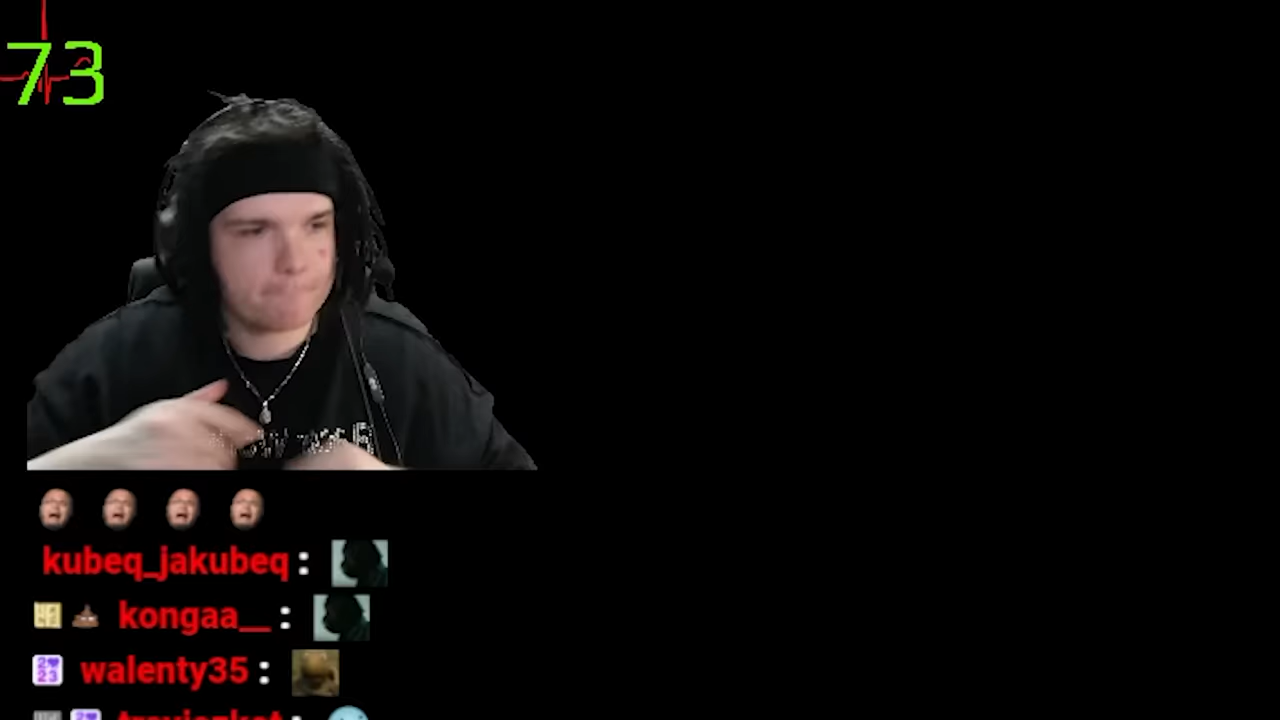 73
kubeq_jakubeq :
kongaa__ :
walenty35 :